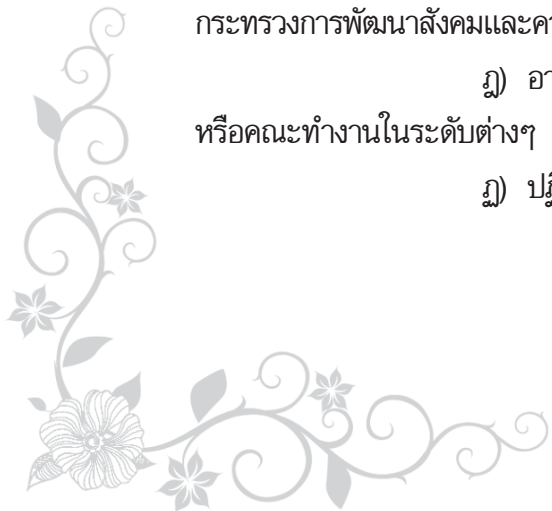 กระทรวงการพัฒนาสังคมและคว
ฎ) อา
หรือคณะทำงานในระดับต่างๆ
ฏ) ปฏิ